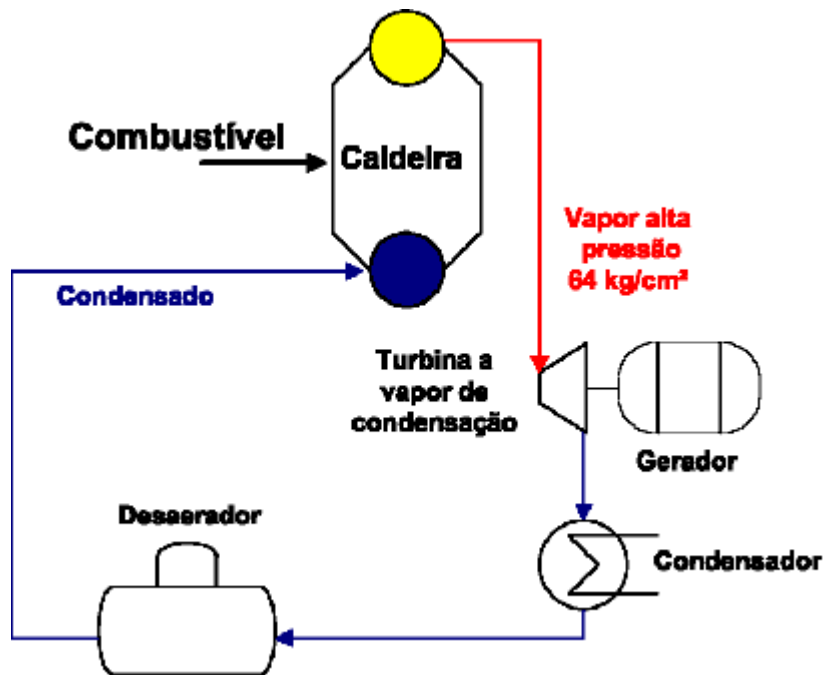 Combustível
Caldeira
Vapor alta
pressão
64 kg/cm²
Condensado
Turbina a
vapor de
condensação
Gerador
Desaerador
Condensador